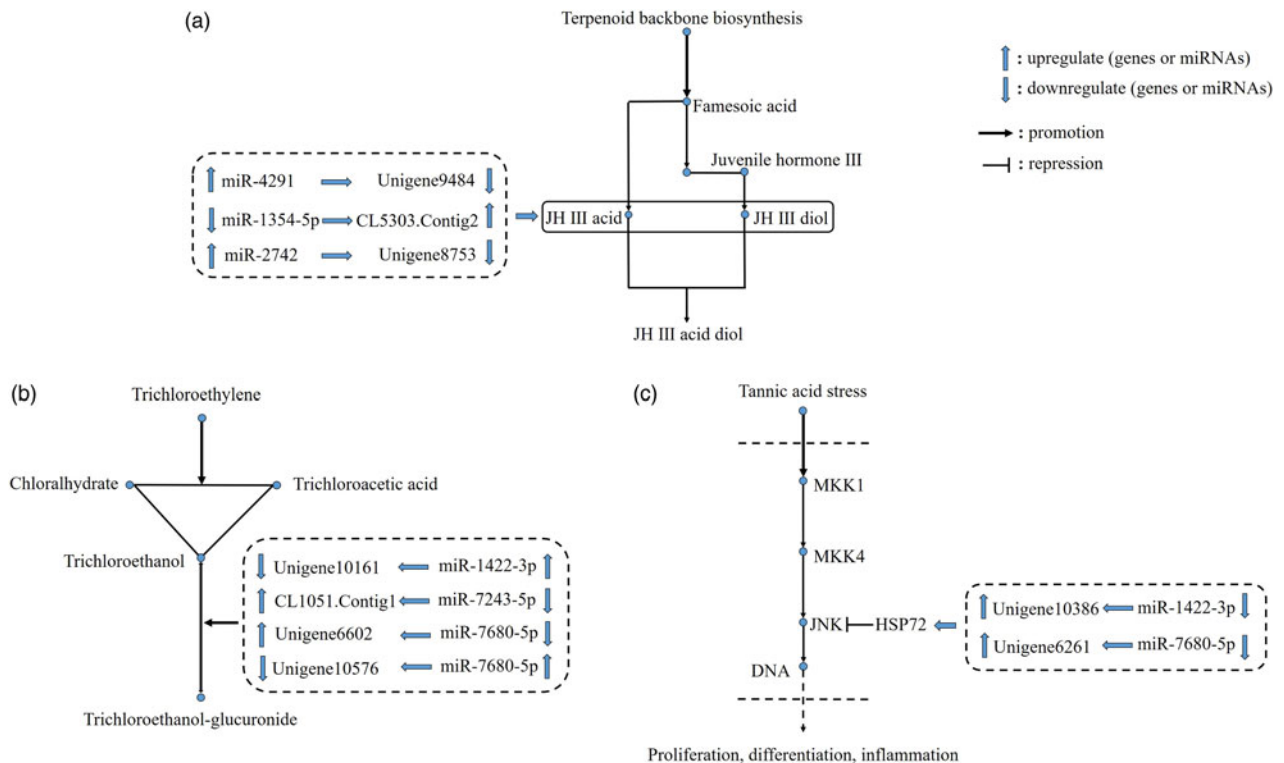 (a)
Terpenoid backbone biosynthesis
: upregulate (genes or miRNAs)
: downregulate (genes or miRNAs)
: promotion
: repression
Famesoic acid
Juvenile hormone III
miR-4291 Unigene9484
miR-1354-5p CL5303.Contig2
miR-2742 Unigene8753
JH III acid JH III diol
JH III acid diol
(b)
Trichloroethylene
Chloralhydrate Trichloroacetic acid
Trichloroethanol
Unigene10161 miR-1422-3p
CL1051.Contig1 miR-7243-5p
Unigene6602 miR-7680-5p
Unigene10576 miR-7680-5p
Trichloroethanol-glucuronide
(c)
Tannic acid stress
MKK1
MKK4
JNK HSP72
Unigene10386 miR-1422-3p
Unigene6261 miR-7680-5p
DNA
Proliferation, differentiation, inflammation